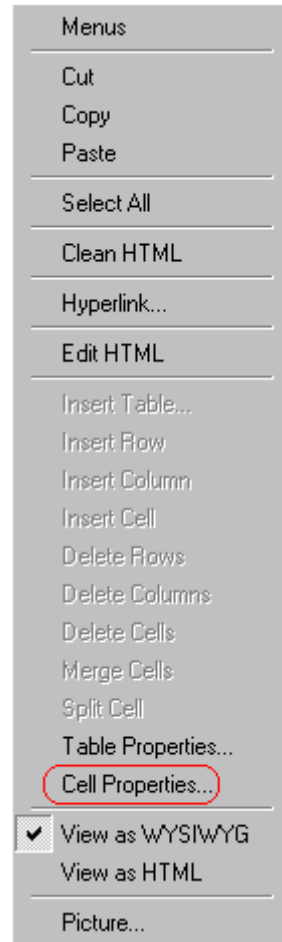 Menus
Cut
Copy
Paste
Select All
Clean HTML
Hyperlink...
Edit HTML
Insert Table...
Insert Row
Insert Column
Insert Cell
Delete Rows
Delete Columns
Delete Cells
Merge Cells
Split Cell
Table Properties...
Cell Properties...
View as WYSIWYG
View as HTML
Picture...